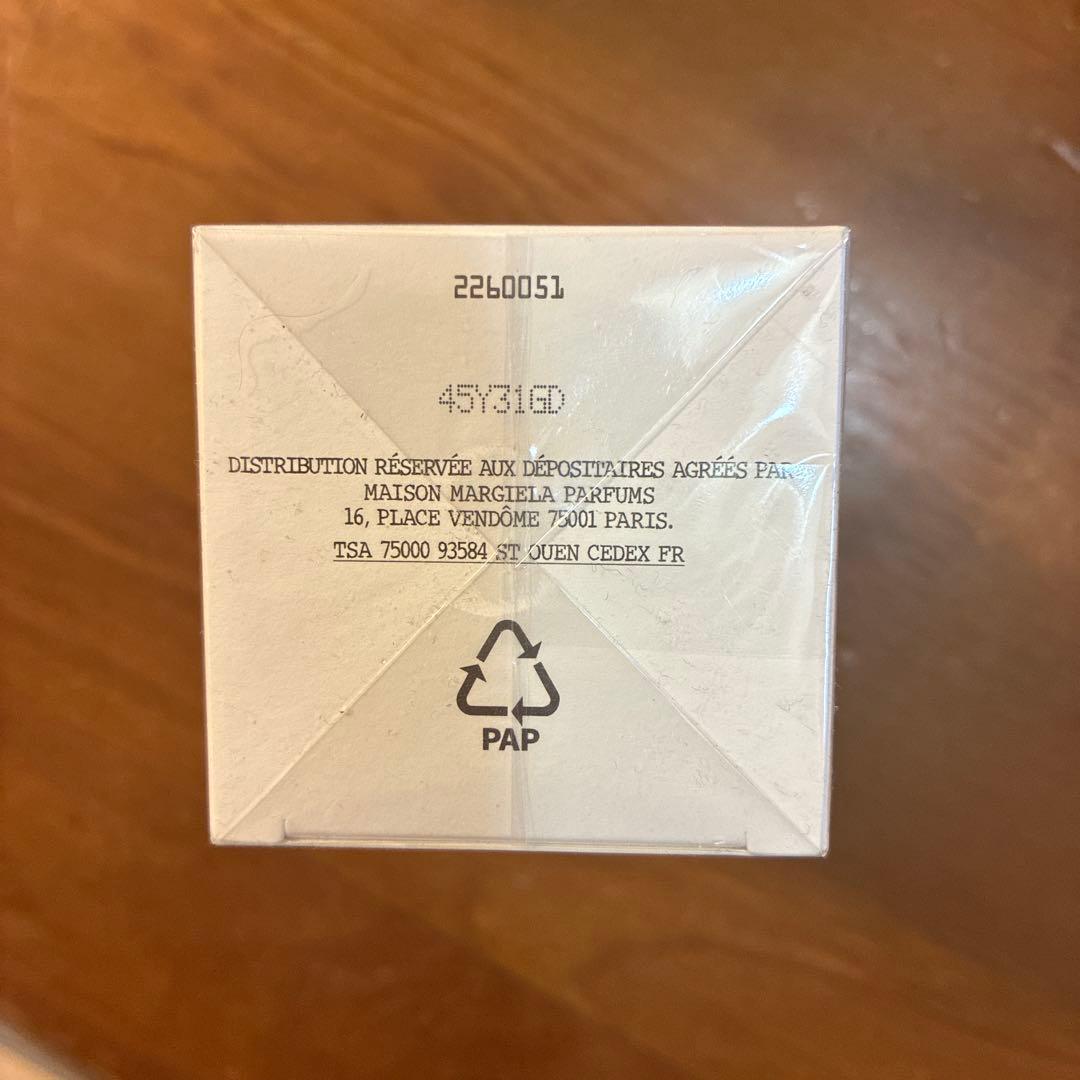 2260051
45Y31GD
DISTRIBUTION RÉSERVÉE AUX DÉPOSITAIRES AGRÉÉS PAR
MAISON MARGIELA PARFUMS
16, PLACE VENDÔME 75001 PARIS.
TSA 75000 93584 ST OUEN CEDEX FR
PAP